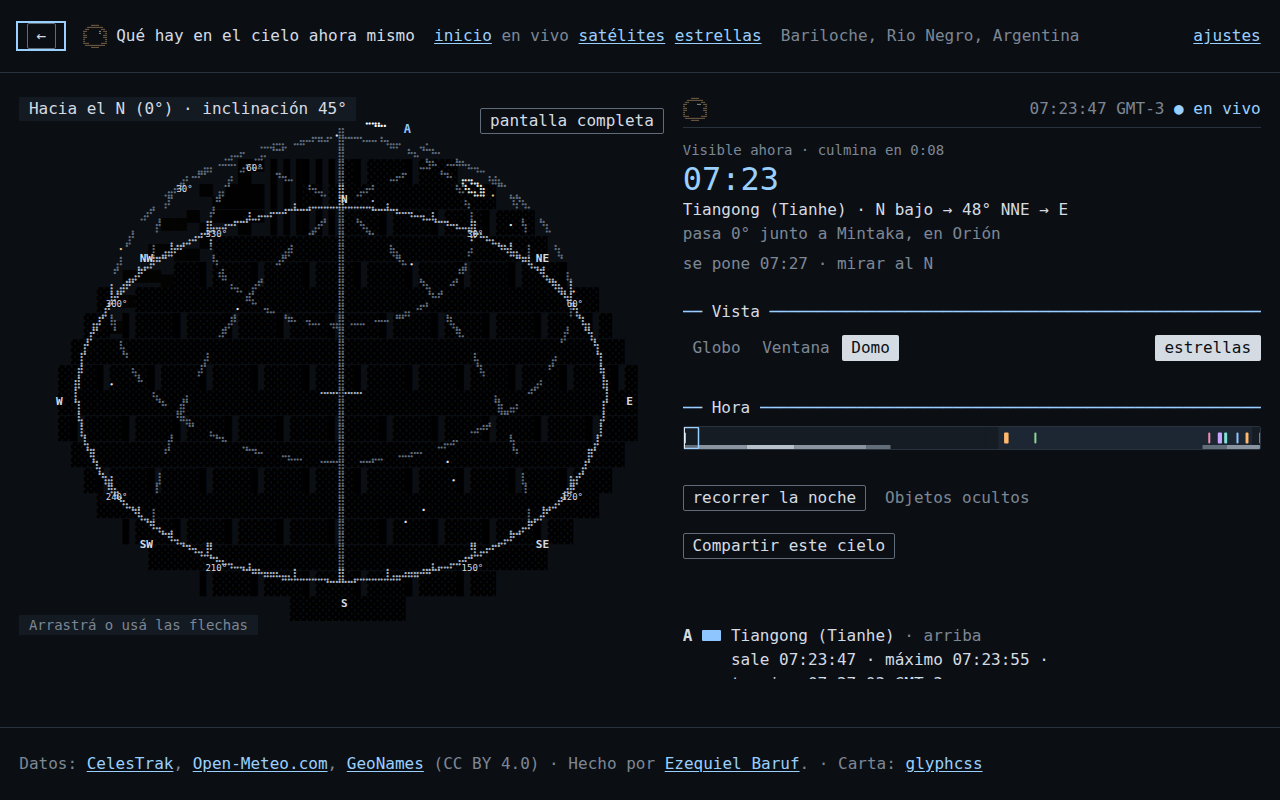 ← Qué hay en el cielo ahora mismo inicio en vivo satélites estrellas Bariloche, Rio Negro, Argentina ajustes
Hacia el N (0°) · inclinación 45°
pantalla completa
A
60°
30°
N
330°
30°
NW
NE
300°
60°
W
E
240°
120°
SW
SE
210°
150°
S
Arrastrá o usá las flechas
07:23:47 GMT-3 ● en vivo
Visible ahora · culmina en 0:08
07:23
Tiangong (Tianhe) · N bajo → 48° NNE → E
pasa 0° junto a Mintaka, en Orión
se pone 07:27 · mirar al N
Vista
Globo Ventana Domo estrellas
Hora
recorrer la noche Objetos ocultos
Compartir este cielo
A Tiangong (Tianhe) · arriba
sale 07:23:47 · máximo 07:23:55 ·
Datos: CelesTrak, Open-Meteo.com, GeoNames (CC BY 4.0) · Hecho por Ezequiel Baruf. · Carta: glyphcss